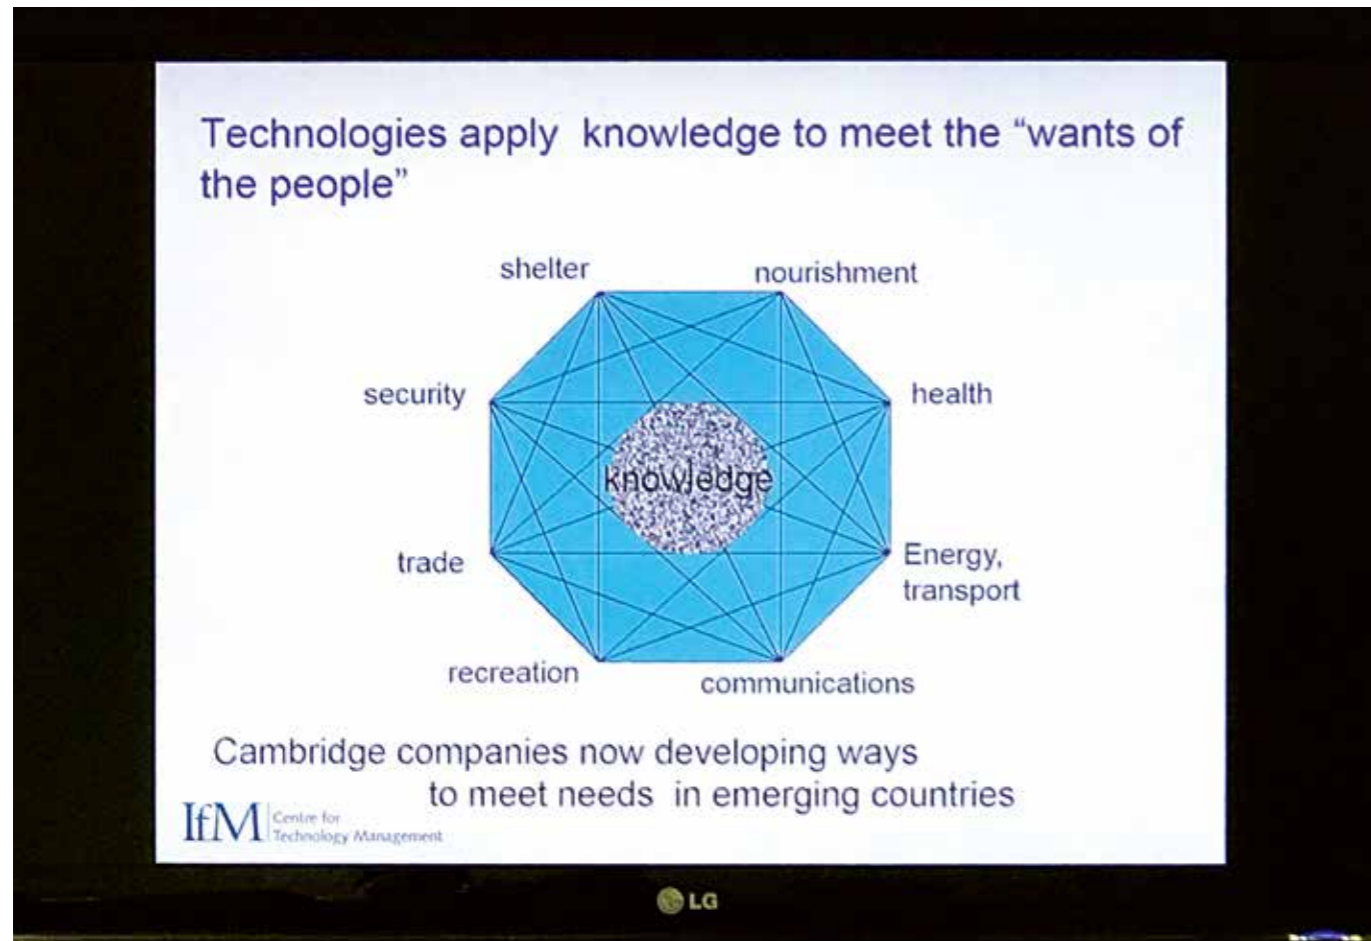 Technologies apply knowledge to meet the “wants of
the people”
shelter
nourishment
security
health
knowledge
trade
Energy,
transport
recreation
communications
Cambridge companies now developing ways
to meet needs in emerging countries
IfM
Centre for
Technology Management
LG